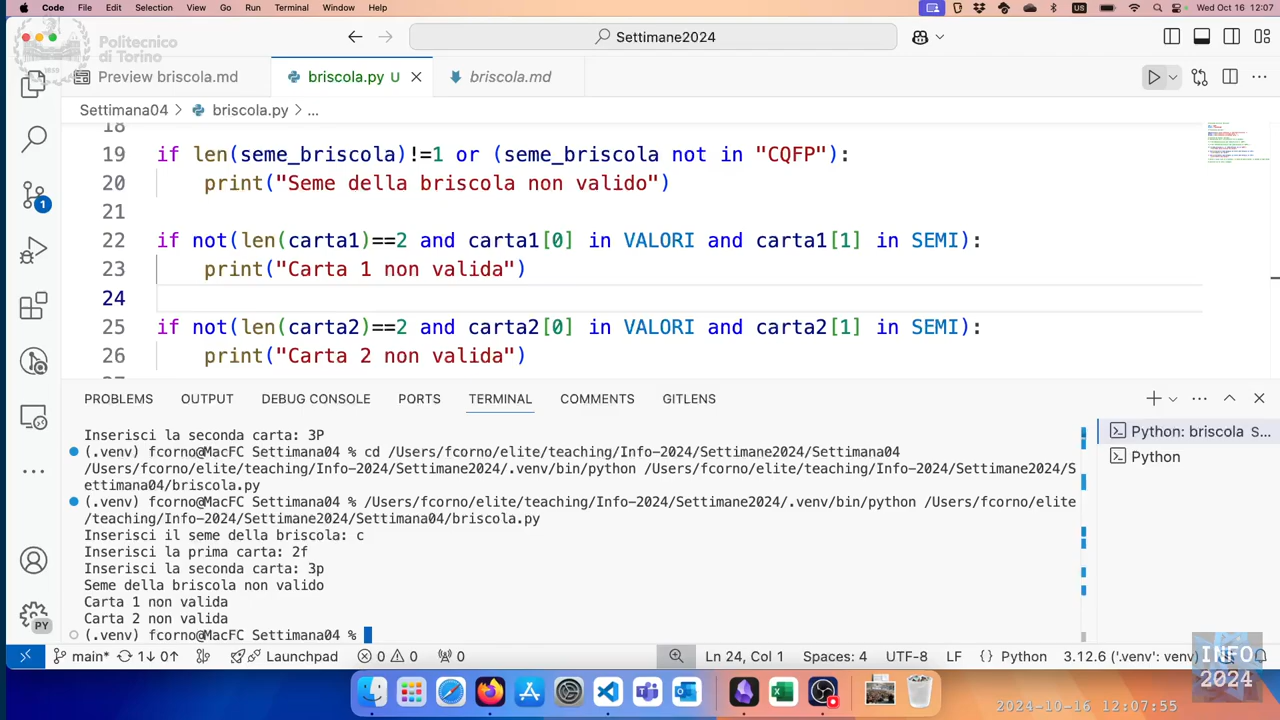 Code File Edit Selection View Go Run Terminal Window Help US Wed Oct 16 12:07
Politecnico
di Torino
Settimane2024
Preview briscola.md briscola.py U briscola.md
Settimana04 briscola.py ...
18
19 if len(seme_briscola)!=1 or (seme_briscola not in "CQFP"):
20 print("Seme della briscola non valido")
21
22 if not(len(carta1)==2 and carta1[0] in VALORI and carta1[1] in SEMI):
23 print("Carta 1 non valida")
24
25 if not(len(carta2)==2 and carta2[0] in VALORI and carta2[1] in SEMI):
26 print("Carta 2 non valida")
PROBLEMS OUTPUT DEBUG CONSOLE PORTS TERMINAL COMMENTS GITLENS
Inserisci la seconda carta: 3P
(.venv) fcorno@MacFC Settimana04 % cd /Users/fcorno/elite/teaching/Info-2024/Settimane2024/Settimana04
/Users/fcorno/elite/teaching/Info-2024/Settimane2024/.venv/bin/python /Users/fcorno/elite/teaching/Info-2024/Settimane2024/S
ettimana04/briscola.py
(.venv) fcorno@MacFC Settimana04 % /Users/fcorno/elite/teaching/Info-2024/Settimane2024/.venv/bin/python /Users/fcorno/elite
/teaching/Info-2024/Settimane2024/Settimana04/briscola.py
Inserisci il seme della briscola: c
Inserisci la prima carta: 2f
Inserisci la seconda carta: 3p
Seme della briscola non valido
Carta 1 non valida
Carta 2 non valida
(.venv) fcorno@MacFC Settimana04 %
Python: briscola S...
Python
1
PY
main* 1↓ 0↑ Launchpad 0 0 0 Ln 24, Col 1 Spaces: 4 UTF-8 LF {} Python 3.12.6 ('.venv': venv)
INFO
2024
2024-10-16 12:07:55